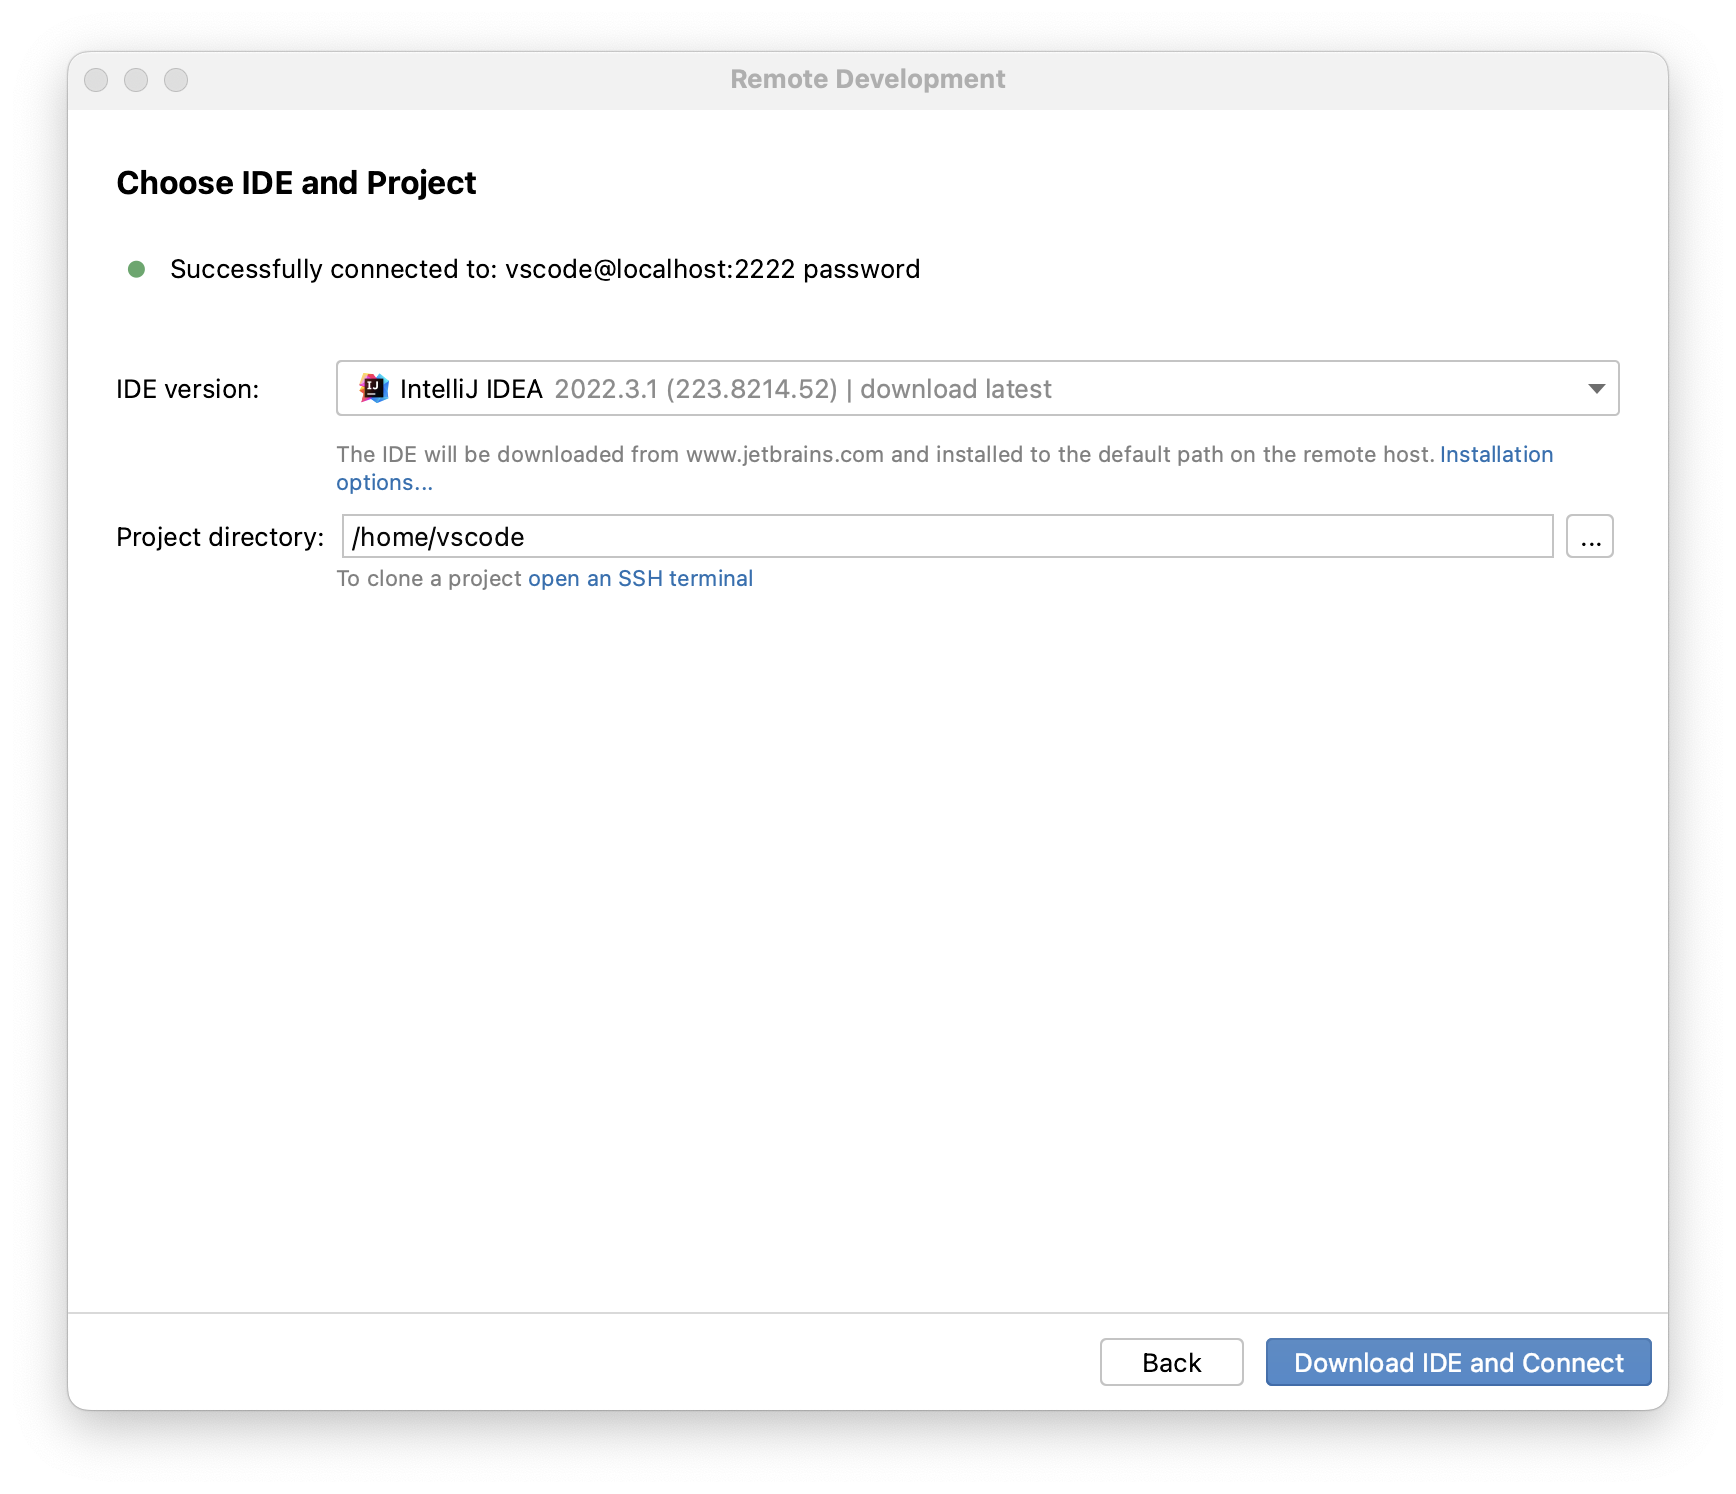 Remote Development
Choose IDE and Project
Successfully connected to: vscode@localhost:2222 password
IDE version: IJ IntelliJ IDEA 2022.3.1 (223.8214.52) | download latest
The IDE will be downloaded from www.jetbrains.com and installed to the default path on the remote host. Installation
options...
Project directory: /home/vscode ...
To clone a project open an SSH terminal
Back Download IDE and Connect